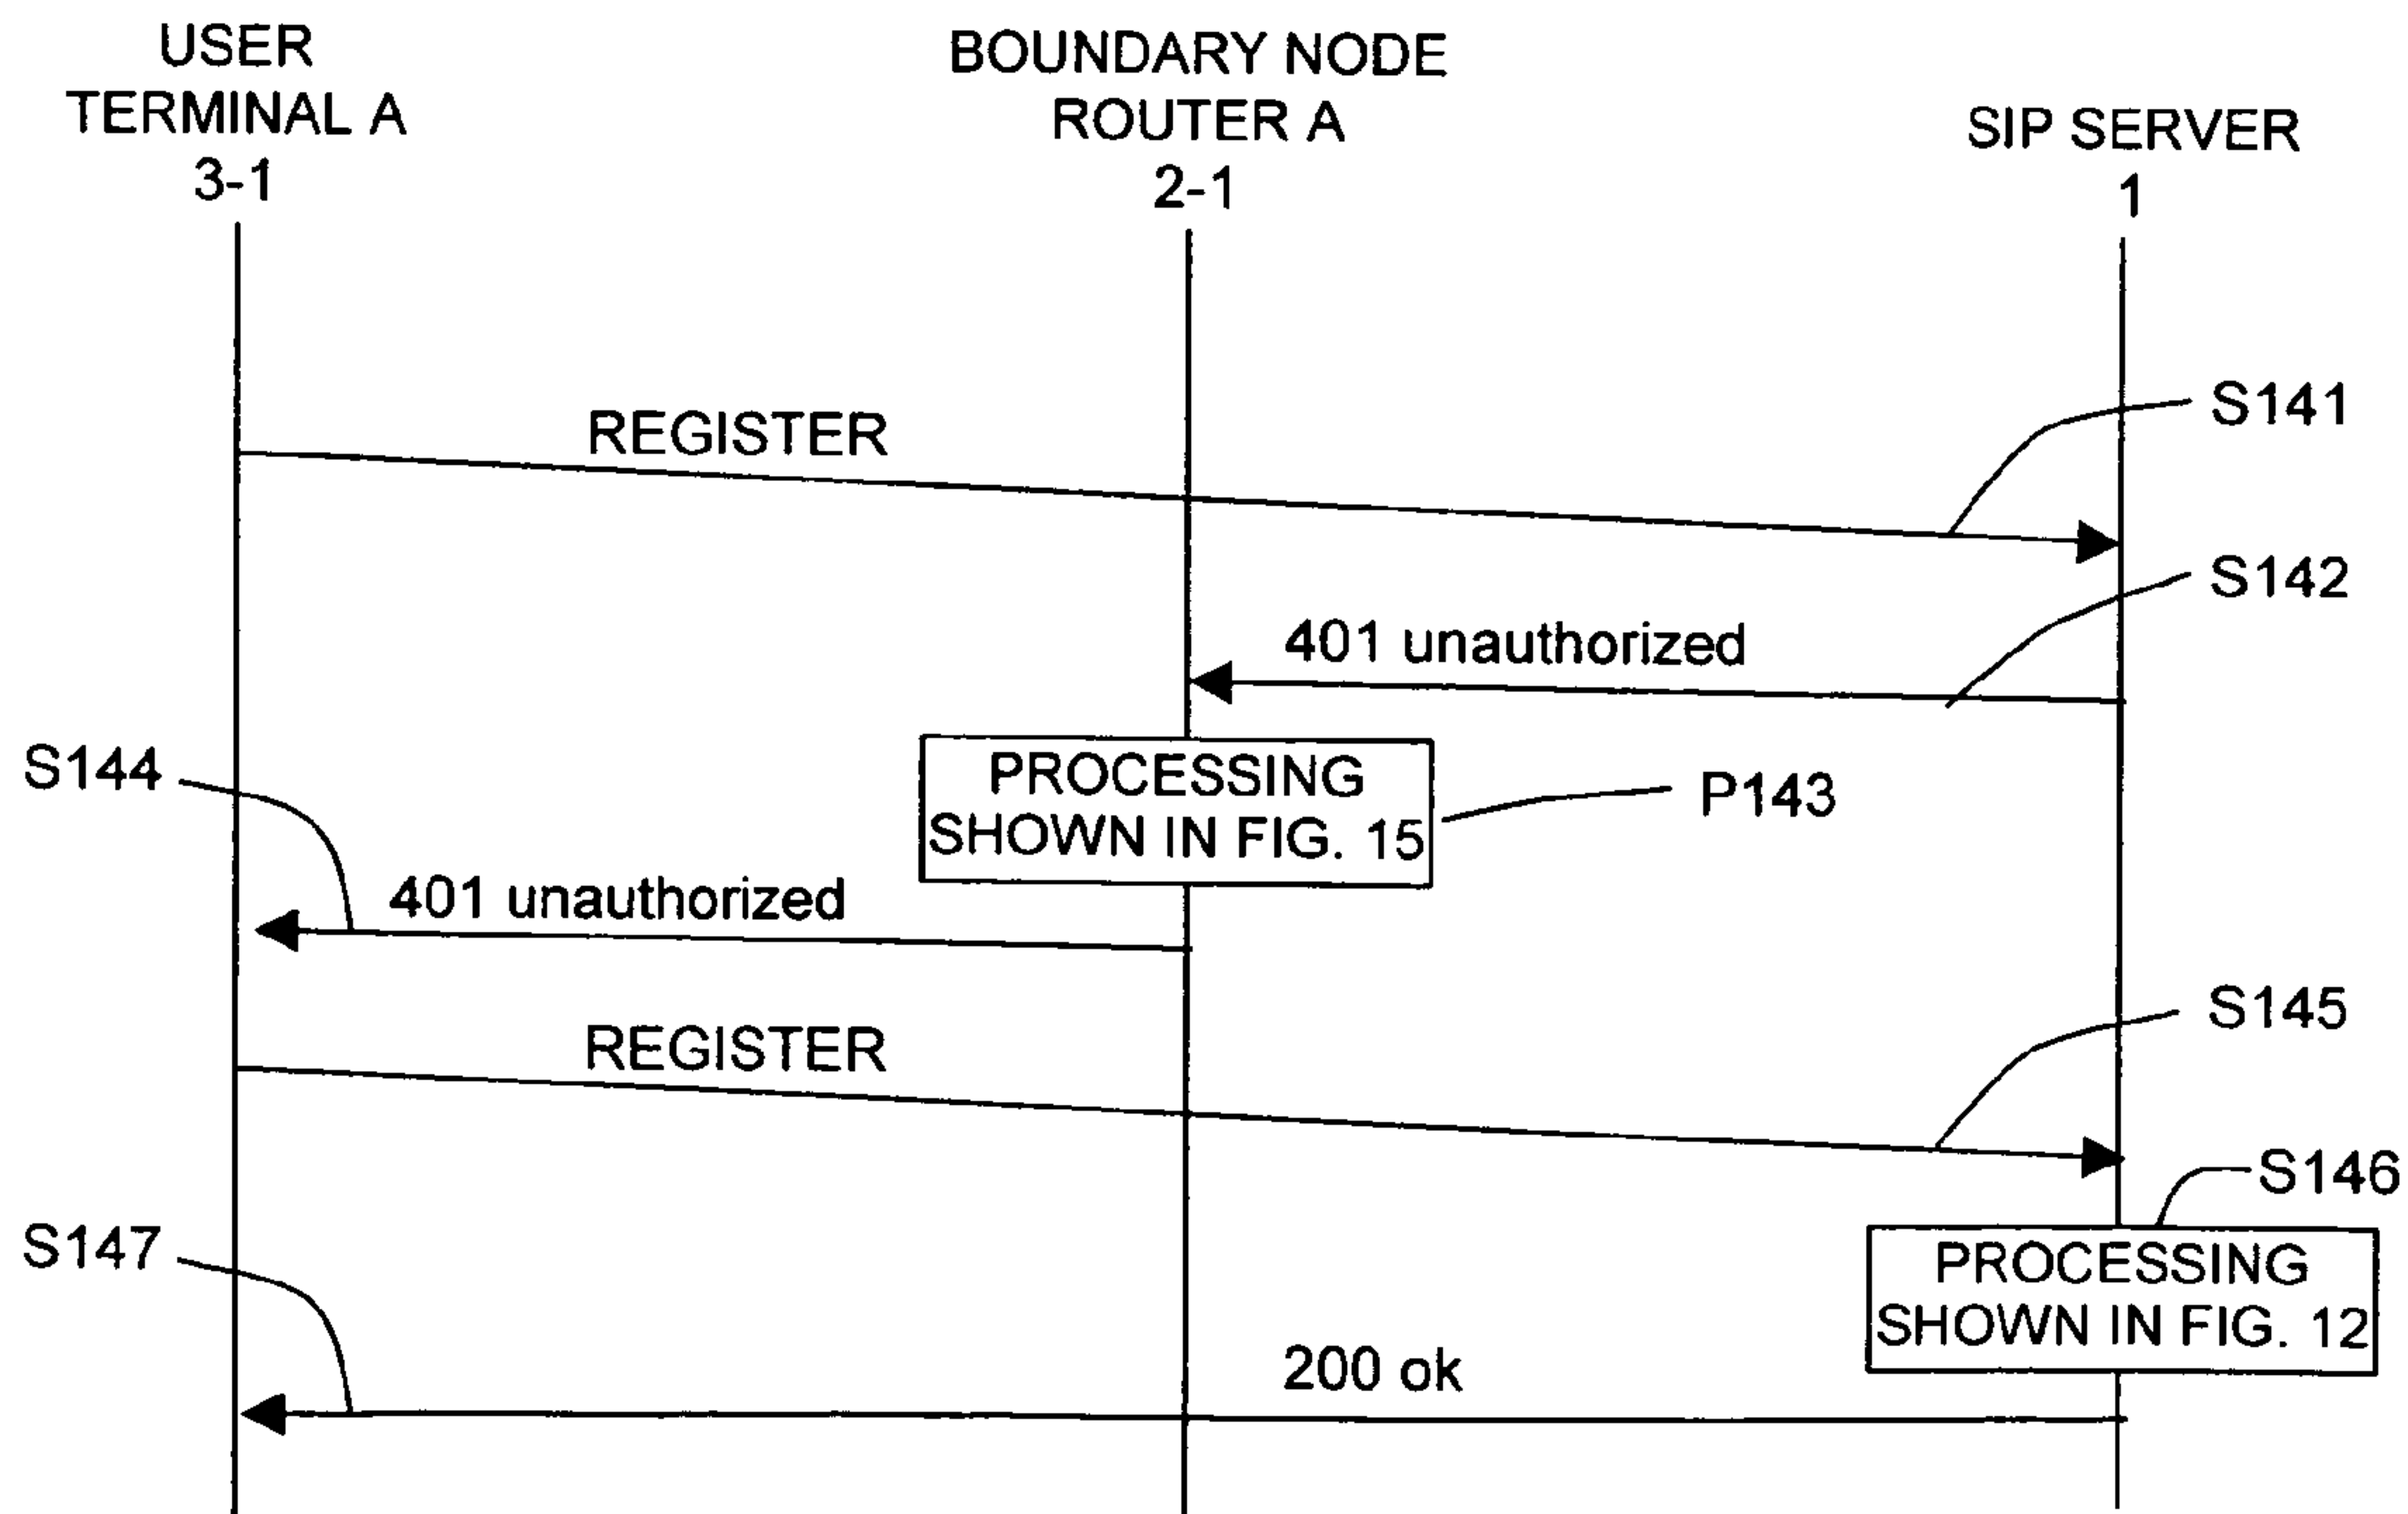 USER
TERMINAL A
3-1
BOUNDARY NODE
ROUTER A
2-1
SIP SERVER
1
REGISTER
S141
S142
401 unauthorized
PROCESSING
SHOWN IN FIG. 15
P143
S144
401 unauthorized
REGISTER
S145
S146
PROCESSING
SHOWN IN FIG. 12
S147
200 ok